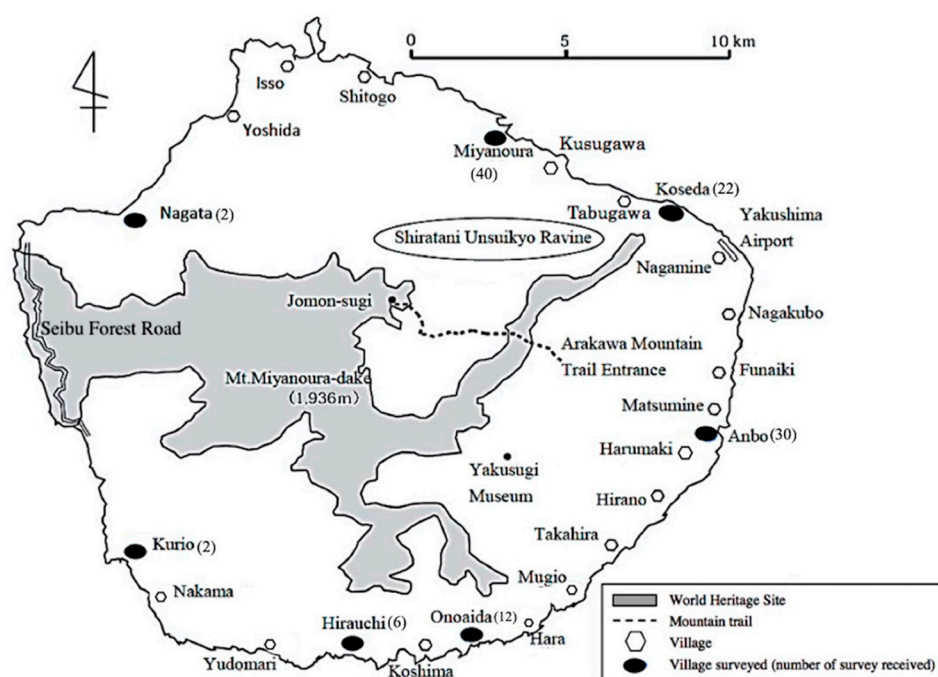 0
5
10 km
Isso
Shitogo
Yoshida
Miyanoura
(40)
Kusugawa
Koseda (22)
Tabugawa
Nagata (2)
Yakushima
Airport
Shiratani Unsuikyo Ravine
Nagamine
Jomon-sugi
Nagakubo
Seibu Forest Road
Arakawa Mountain
Trail Entrance
Funaiki
Mt.Miyanoura-dake
(1,936m)
Matsumine
Anbo (30)
Harumaki
Yakusugi
Museum
Hirano
Takahira
Kurio (2)
Nakama
Mugio
Hirauchi (6)
Onoaida (12)
Hara
Yudomari
Koshima
World Heritage Site
Mountain trail
Village
Village surveyed (number of survey received)